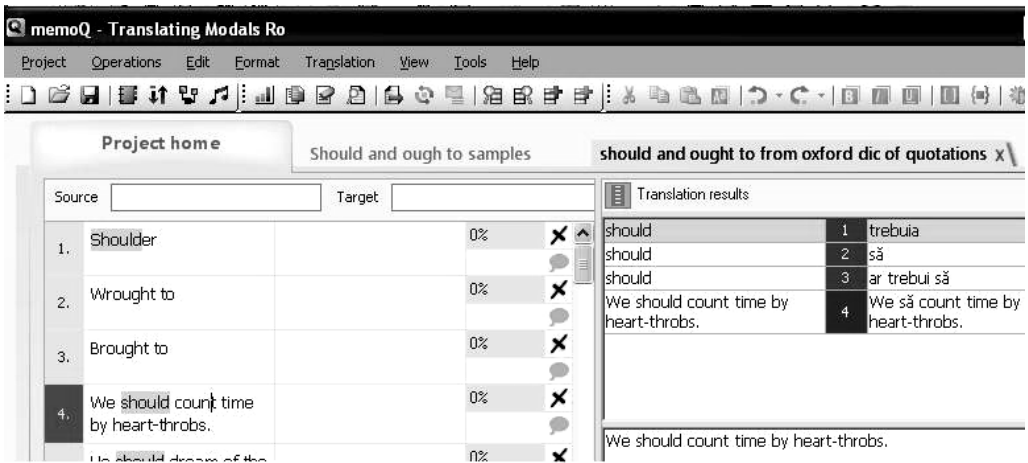 memoQ - Translating Modals Ro
Project Operations Edit Format Translation View Tools Help
Project home
Should and ough to samples
should and ought to from oxford dic of quotations x
Source
Target
1. Shoulder 0%
2. Wrought to 0%
3. Brought to 0%
4. We should count time 0%
by heart-throbs.
should dream of the 0%
Translation results
should 1 trebuia
should 2 să
should 3 ar trebui să
We should count time by 4 We să count time by
heart-throbs. heart-throbs.
We should count time by heart-throbs.